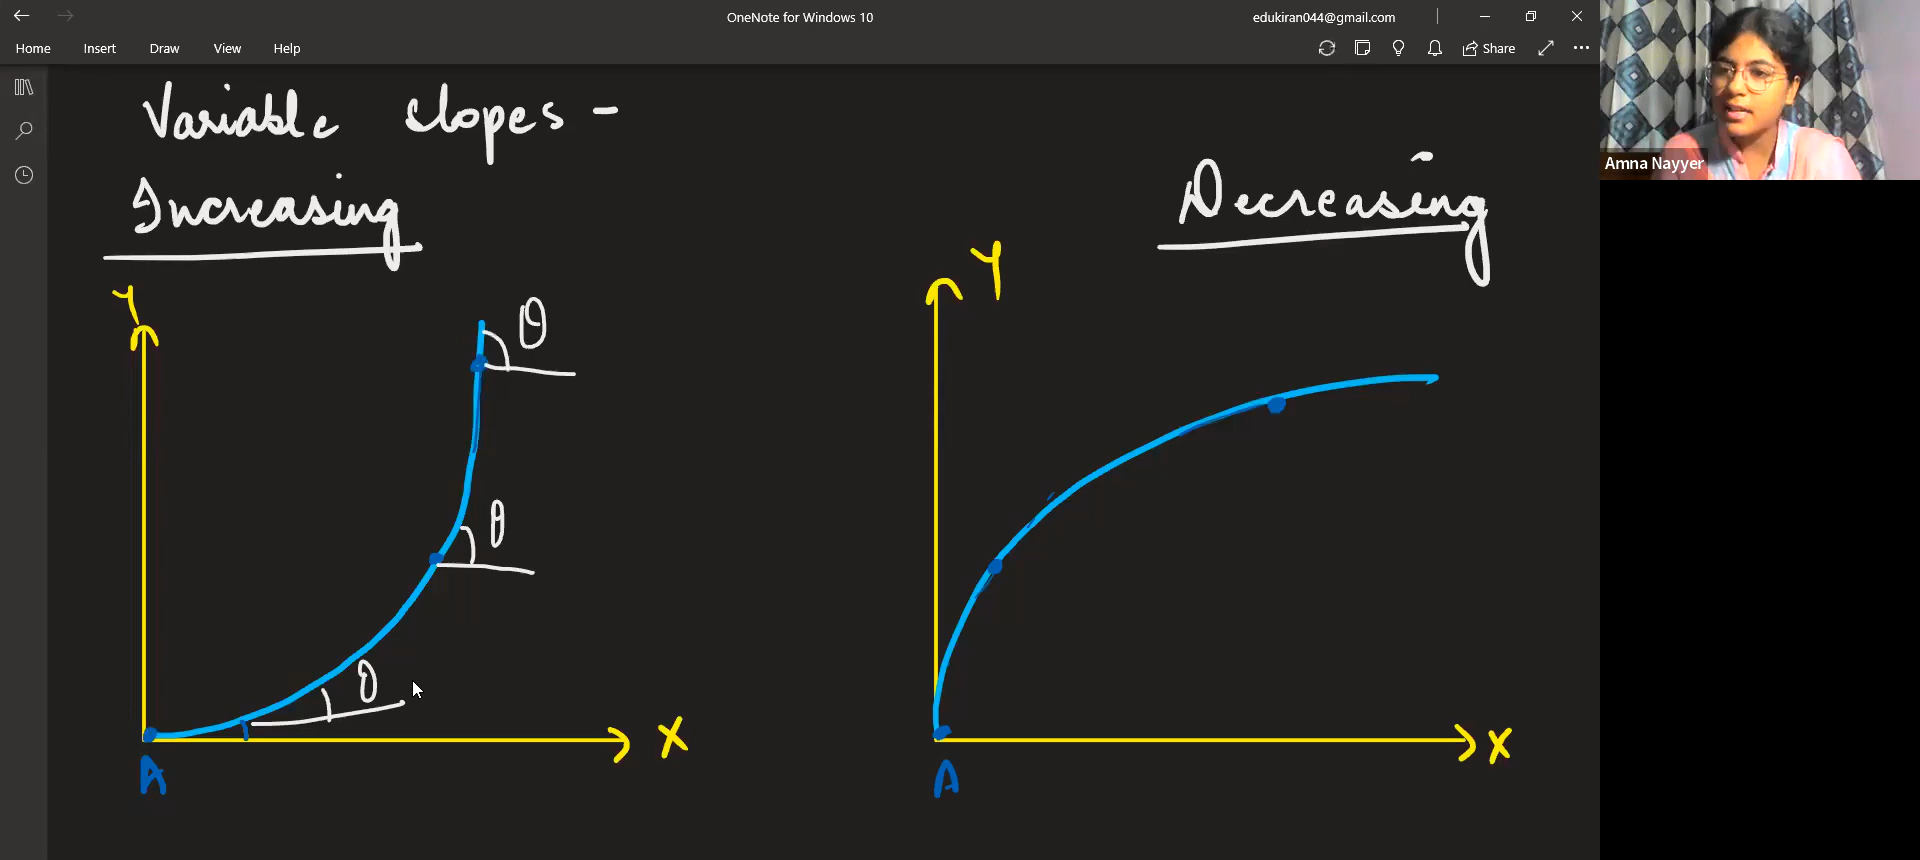 OneNote for Windows 10
edukiran044@gmail.com
Home Insert Draw View Help
Share
Amna Nayyer
Variable slopes -
Increasing
Decreasing
Y
θ
θ
θ
X
A
Y
X
A